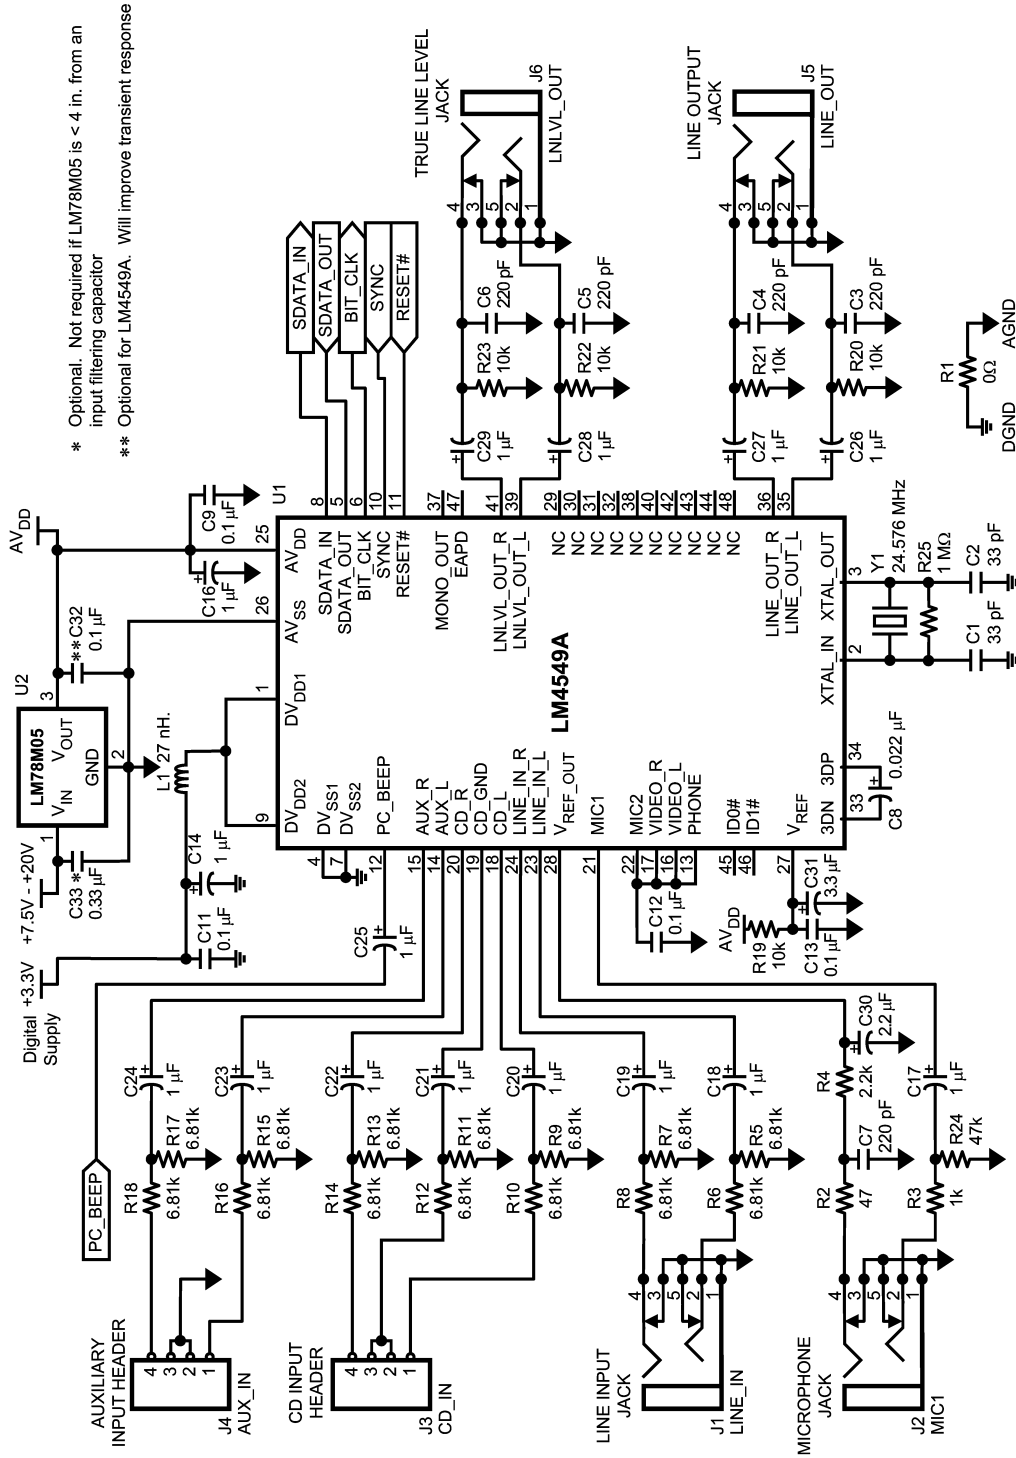 * Optional. Not required if LM78M05 is < 4 in. from an
input filtering capacitor
** Optional for LM4549A. Will improve transient response
Digital
Supply
+3.3V
+7.5V - +20V
AVDD
C33 *
0.33 µF
1
LM78M05
VIN
VOUT
GND
U2
3
2
**C32
0.1 µF
C11
0.1 µF
C14
1 µF
+
L1 27 nH.
C16
1 µF
+
C9
0.1 µF
U1
9
1
26
25
DVDD2
DVDD1
AVSS
AVDD
LM4549A
4
DVSS1
7
DVSS2
12
PC_BEEP
15
AUX_R
14
AUX_L
20
CD_R
19
CD_GND
18
CD_L
24
LINE_IN_R
23
LINE_IN_L
28
VREF_OUT
21
MIC1
22
MIC2
17
VIDEO_R
16
VIDEO_L
13
PHONE
45
ID0#
46
ID1#
27
VREF
8
SDATA_IN
5
SDATA_OUT
6
BIT_CLK
10
SYNC
11
RESET#
37
MONO_OUT
47
EAPD
41
LNLVL_OUT_R
39
LNLVL_OUT_L
29
NC
30
NC
31
NC
32
NC
38
NC
40
NC
42
NC
43
NC
44
NC
48
NC
36
LINE_OUT_R
35
LINE_OUT_L
3DN
33
3DP
34
XTAL_IN
2
XTAL_OUT
3
SDATA_IN
SDATA_OUT
BIT_CLK
SYNC
RESET#
TRUE LINE LEVEL
JACK
J6
LNLVL_OUT
4
3
5
2
1
C29
1 µF
+
R23
10k
C6
220 pF
C28
1 µF
+
R22
10k
C5
220 pF
LINE OUTPUT
JACK
J5
LINE_OUT
4
3
5
2
1
C27
1 µF
+
R21
10k
C4
220 pF
C26
1 µF
+
R20
10k
C3
220 pF
PC_BEEP
C25
1 µF
+
AUXILIARY
INPUT HEADER
J4
AUX_IN
4
3
2
1
R18
6.81k
R17
6.81k
C24
1 µF
+
R16
6.81k
R15
6.81k
C23
1 µF
+
CD INPUT
HEADER
J3
CD_IN
4
3
2
1
R14
6.81k
R13
6.81k
C22
1 µF
+
R12
6.81k
R11
6.81k
C21
1 µF
+
R10
6.81k
R9
6.81k
C20
1 µF
+
LINE INPUT
JACK
J1
LINE_IN
4
3
5
2
1
R8
6.81k
R7
6.81k
C19
1 µF
+
R6
6.81k
R5
6.81k
C18
1 µF
+
MICROPHONE
JACK
J2
MIC1
4
3
5
2
1
R2
47
C7
220 pF
R4
2.2k
C30
2.2 µF
+
R3
1k
R24
47k
C17
1 µF
+
C12
0.1 µF
AVDD
R19
10k
C13
0.1 µF
C31
3.3 µF
+
C8
0.022 µF
+
Y1
24.576 MHz
R25
1 MΩ
C1
33 pF
C2
33 pF
R1
0Ω
DGND
AGND